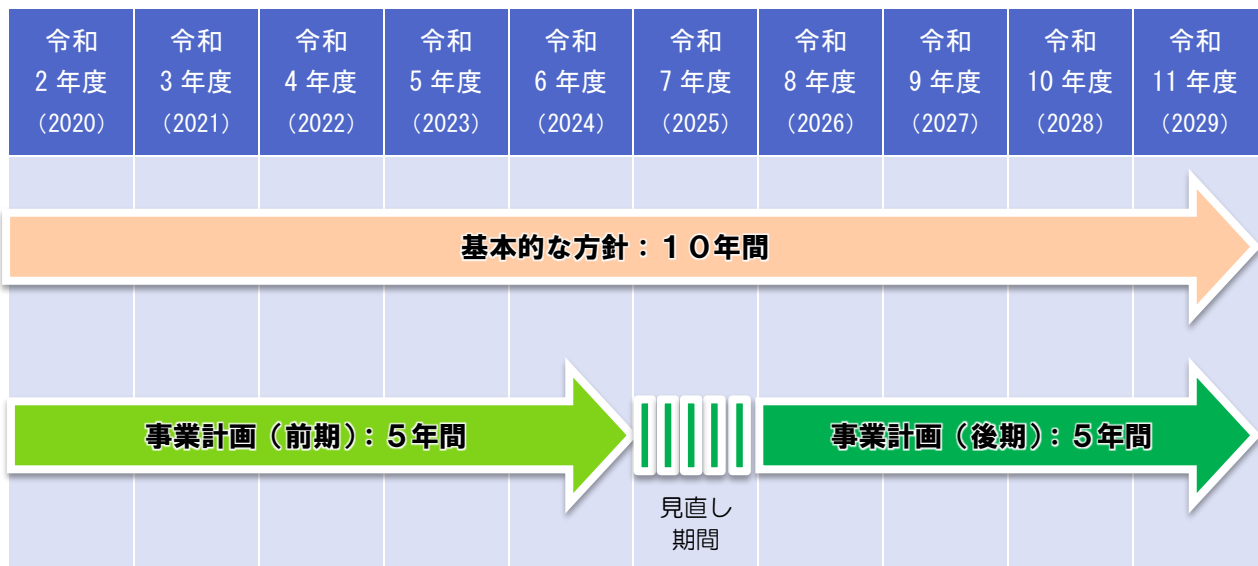 令和
2 年度
（2020）
令和
3 年度
（2021）
令和
4 年度
（2022）
令和
5 年度
（2023）
令和
6 年度
（2024）
令和
7 年度
（2025）
令和
8 年度
（2026）
令和
9 年度
（2027）
令和
10 年度
（2028）
令和
11 年度
（2029）
基本的な方針：１０年間
事業計画（前期）：５年間
見直し
期間
事業計画（後期）：５年間